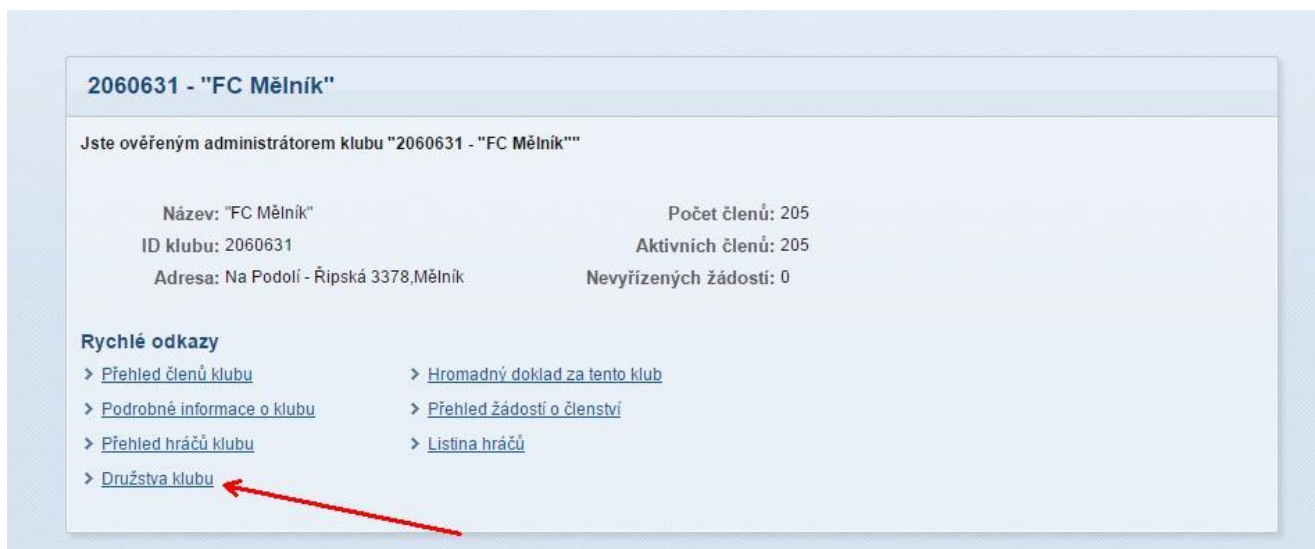 2060631 - "FC Mělník"
Jste ověřeným administrátorem klubu "2060631 - "FC Mělník""
Název: "FC Mělník"
Počet členů: 205
ID klubu: 2060631
Aktivních členů: 205
Adresa: Na Podolí - Řipská 3378,Mělník
Nevyřízených žádostí: 0
Rychlé odkazy
Přehled členů klubu
Hromadný doklad za tento klub
Podrobné informace o klubu
Přehled žádostí o členství
Přehled hráčů klubu
Listina hráčů
Družstva klubu